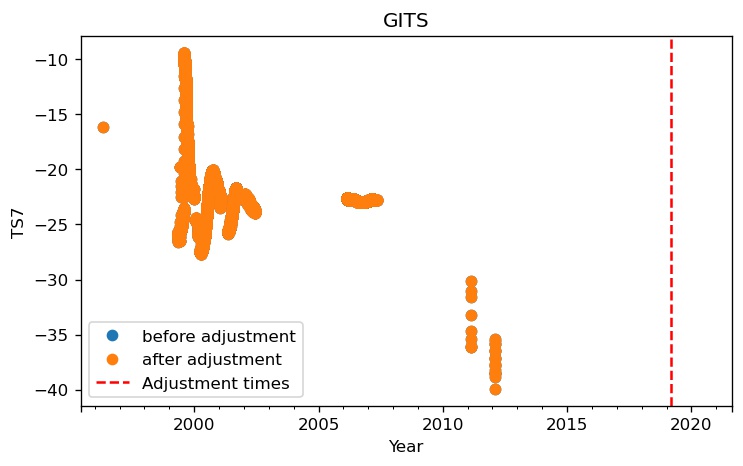 GITS
TS7
−10
−15
−20
−25
−30
−35
−40
before adjustment
after adjustment
Adjustment times
2000
2005
2010
2015
2020
Year